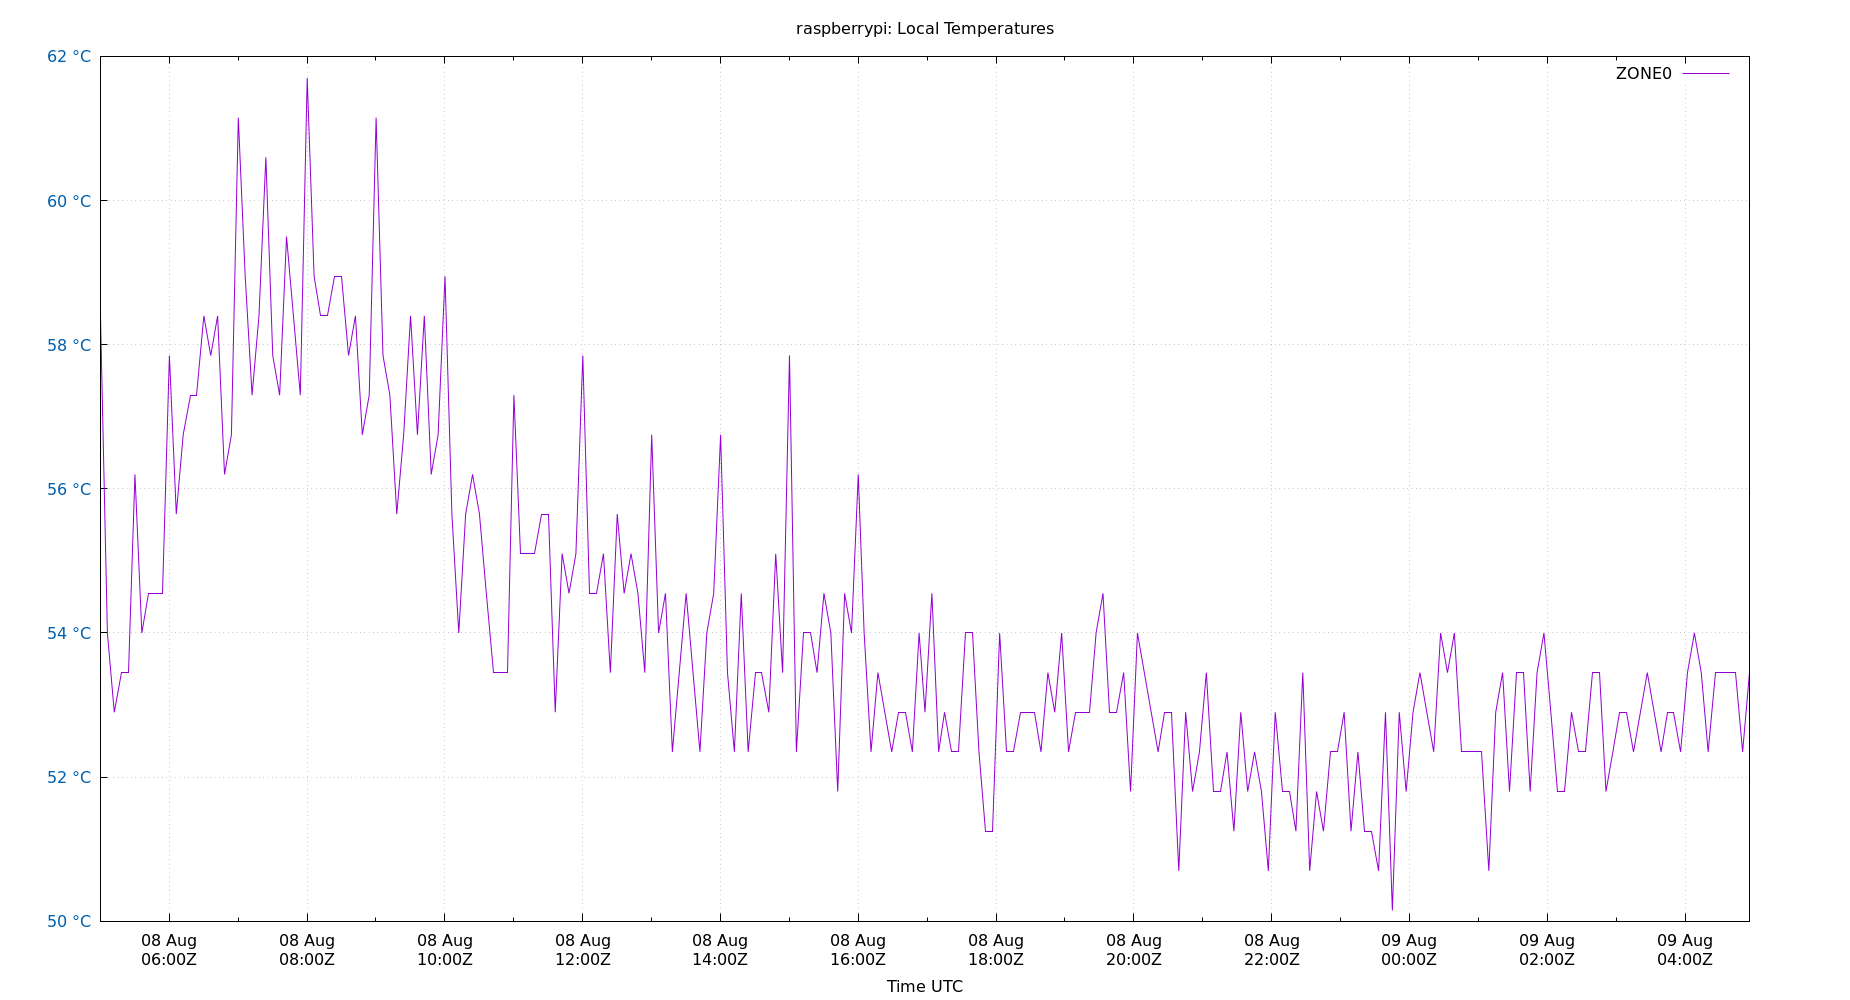 raspberrypi: Local Temperatures
62 °C
ZONE0
60 °C
58 °C
56 °C
54 °C
52 °C
50 °C
08 Aug 08 Aug 08 Aug 08 Aug 08 Aug 08 Aug 08 Aug 08 Aug 08 Aug 09 Aug 09 Aug 09 Aug
06:00Z 08:00Z 10:00Z 12:00Z 14:00Z 16:00Z 18:00Z 20:00Z 22:00Z 00:00Z 02:00Z 04:00Z
Time UTC